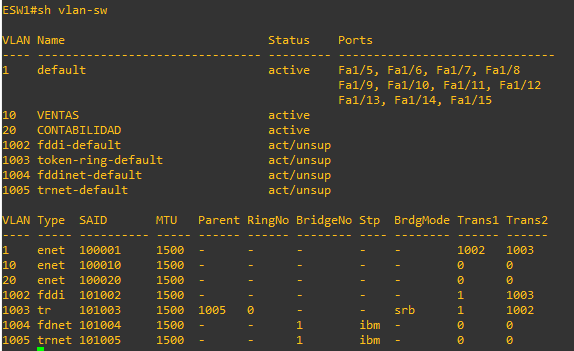 ESW1#sh vlan-sw
VLAN Name                             Status    Ports
---- -------------------------------- --------- -------------------------------
1    default                          active    Fa1/5, Fa1/6, Fa1/7, Fa1/8
                                                Fa1/9, Fa1/10, Fa1/11, Fa1/12
                                                Fa1/13, Fa1/14, Fa1/15
10   VENTAS                           active
20   CONTABILIDAD                     active
1002 fddi-default                     act/unsup
1003 token-ring-default               act/unsup
1004 fddinet-default                  act/unsup
1005 trnet-default                    act/unsup
VLAN Type  SAID       MTU   Parent RingNo BridgeNo Stp  BrdgMode Trans1 Trans2
---- ----- ---------- ----- ------ ------ -------- ---- -------- ------ ------
1    enet  100001     1500  -      -      -        -    -        1002   1003
10   enet  100010     1500  -      -      -        -    -        0      0
20   enet  100020     1500  -      -      -        -    -        0      0
1002 fddi  101002     1500  -      -      -        -    -        1      1003
1003 tr    101003     1500  1005   0      -        -    srb      1      1002
1004 fdnet 101004     1500  -      -      1        ibm  -        0      0
1005 trnet 101005     1500  -      -      1        ibm  -        0      0